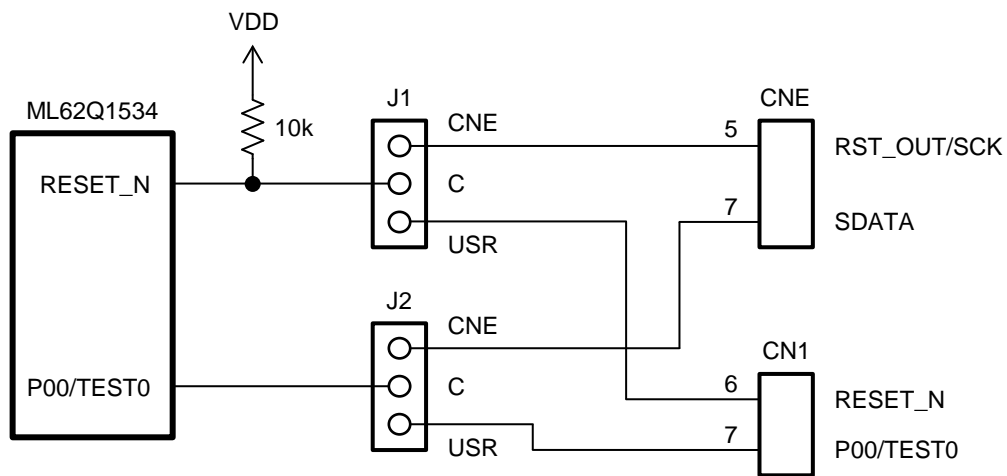 VDD
ML62Q1534
10k
J1
CNE
CNE
5
RST_OUT/SCK
RESET_N
C
7
SDATA
USR
J2
CNE
CN1
6
RESET_N
P00/TEST0
C
7
P00/TEST0
USR